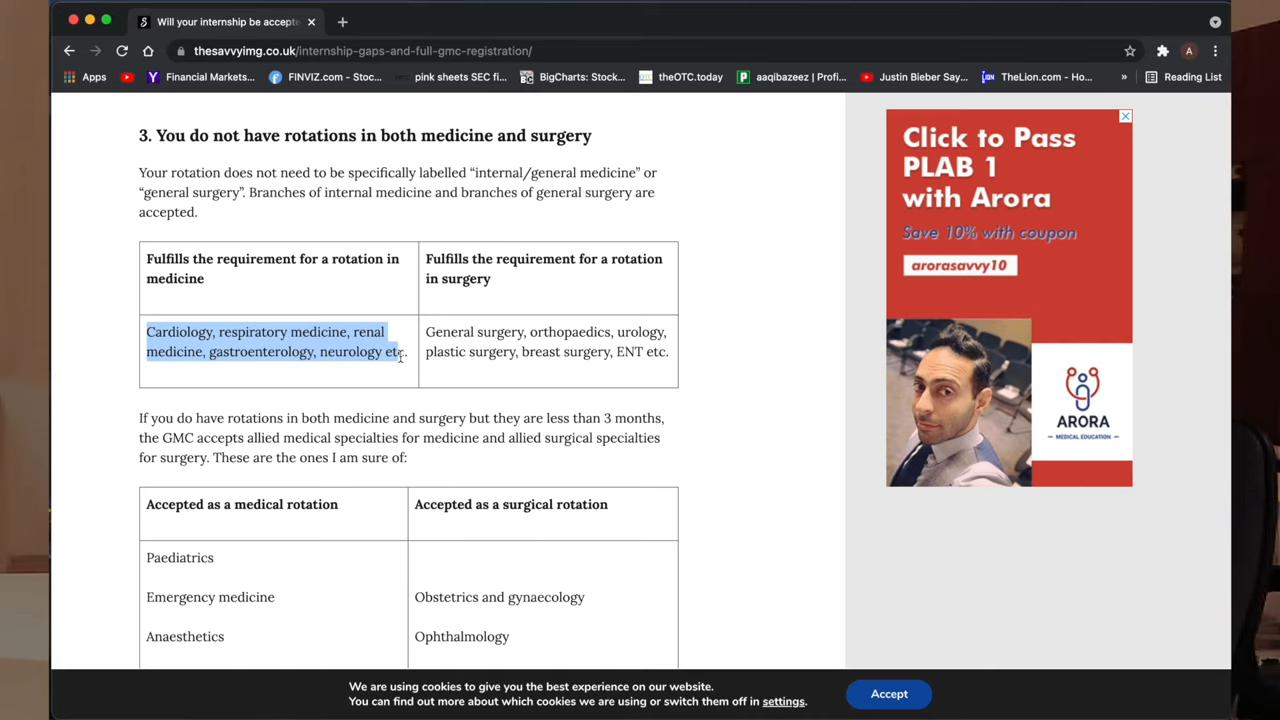 Will your internship be accepte
thesavvyimg.co.uk/internship-gaps-and-full-gmc-registration/
A
Apps
Financial Markets...
FINVIZ.com - Stoc...
pink sheets SEC fi...
BigCharts: Stock...
theOTC.today
aaqibazeez | Profi...
Justin Bieber Say...
TheLion.com - Ho...
»
Reading List
3. You do not have rotations in both medicine and surgery
Your rotation does not need to be specifically labelled “internal/general medicine” or
“general surgery”. Branches of internal medicine and branches of general surgery are
accepted.
Fulfills the requirement for a rotation in
medicine
Fulfills the requirement for a rotation
in surgery
Cardiology, respiratory medicine, renal
medicine, gastroenterology, neurology etc.
General surgery, orthopaedics, urology,
plastic surgery, breast surgery, ENT etc.
If you do have rotations in both medicine and surgery but they are less than 3 months,
the GMC accepts allied medical specialties for medicine and allied surgical specialties
for surgery. These are the ones I am sure of:
Accepted as a medical rotation
Accepted as a surgical rotation
Paediatrics
Emergency medicine
Obstetrics and gynaecology
Anaesthetics
Ophthalmology
Click to Pass
PLAB 1
with Arora
Save 10% with coupon
arorasavvy10
ARORA
MEDICAL EDUCATION
We are using cookies to give you the best experience on our website.
You can find out more about which cookies we are using or switch them off in settings.
Accept